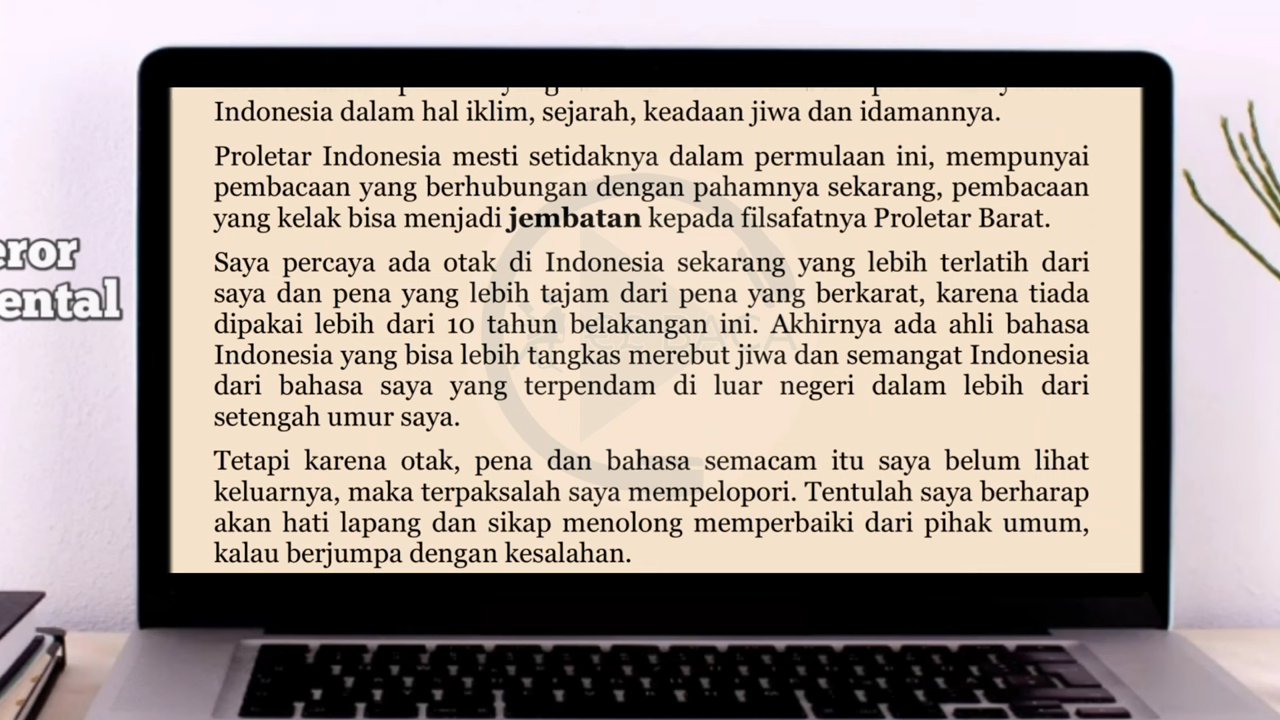 Indonesia dalam hal iklim, sejarah, keadaan jiwa dan idamannya.
Proletar Indonesia mesti setidaknya dalam permulaan ini, mempunyai
pembacaan yang berhubungan dengan pahamnya sekarang, pembacaan
yang kelak bisa menjadi jembatan kepada filsafatnya Proletar Barat.
Saya percaya ada otak di Indonesia sekarang yang lebih terlatih dari
saya dan pena yang lebih tajam dari pena yang berkarat, karena tiada
dipakai lebih dari 10 tahun belakangan ini. Akhirnya ada ahli bahasa
Indonesia yang bisa lebih tangkas merebut jiwa dan semangat Indonesia
dari bahasa saya yang terpendam di luar negeri dalam lebih dari
setengah umur saya.
Tetapi karena otak, pena dan bahasa semacam itu saya belum lihat
keluarnya, maka terpaksalah saya mempelopori. Tentulah saya berharap
akan hati lapang dan sikap menolong memperbaiki dari pihak umum,
kalau berjumpa dengan kesalahan.
eror
ental